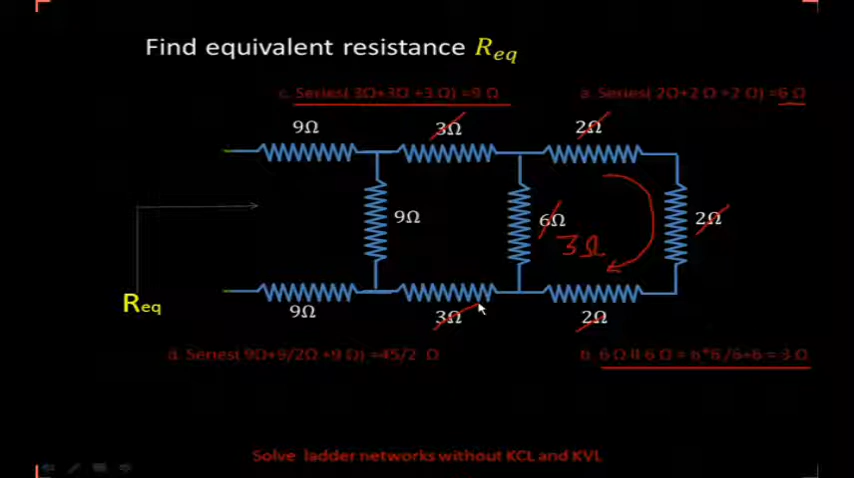 Find equivalent resistance Req
c. Series( 3Ω+3Ω +3 Ω) =9 Ω
a. Series( 2Ω+2 Ω +2 Ω) =6 Ω
9Ω
3Ω
2Ω
9Ω
6Ω
2Ω
3Ω
Req
9Ω
3Ω
2Ω
d. Series( 9Ω+9/2Ω +9 Ω) =45/2 Ω
b. 6 Ω II 6 Ω = 6*6 /6+6 = 3 Ω
Solve ladder networks without KCL and KVL